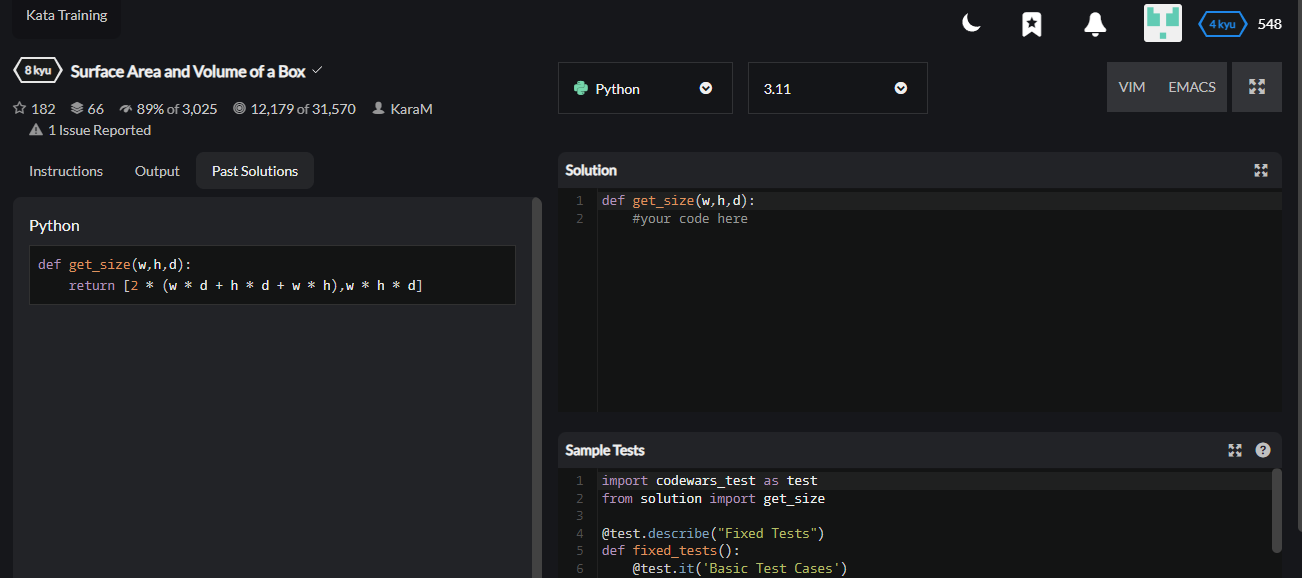 Kata Training
4 kyu 548
8 kyu Surface Area and Volume of a Box
182 66 89% of 3,025 12,179 of 31,570 KaraM
1 Issue Reported
Instructions Output Past Solutions
Python
def get_size(w,h,d):
    return [2 * (w * d + h * d + w * h),w * h * d]
Python 3.11 VIM EMACS
Solution
1 def get_size(w,h,d):
2     #your code here
Sample Tests ?
1 import codewars_test as test
2 from solution import get_size
3
4 @test.describe("Fixed Tests")
5 def fixed_tests():
6     @test.it('Basic Test Cases')